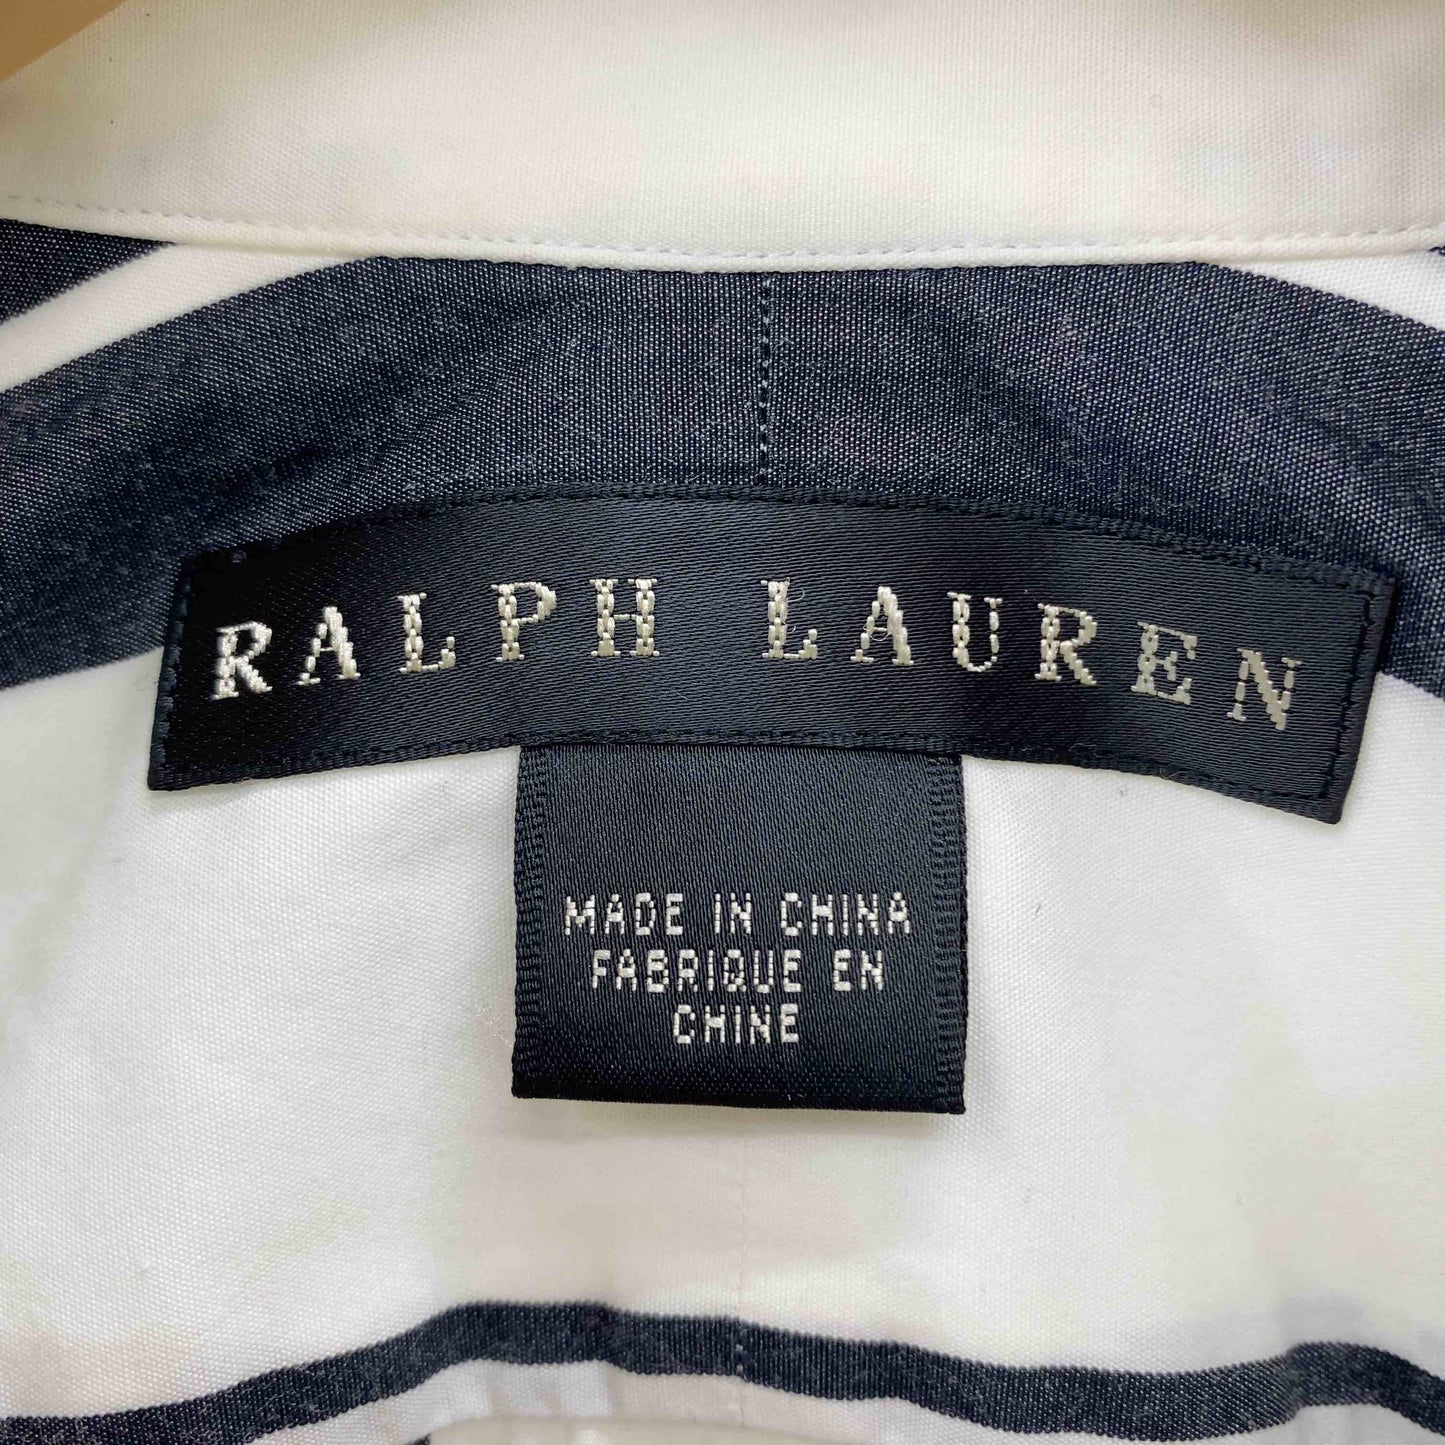 RALPH LAUREN
MADE IN CHINA
FABRIQUE EN
CHINE